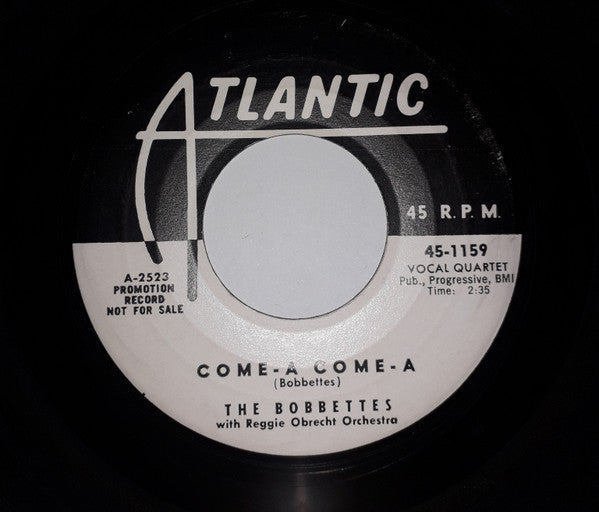 ATLANTIC
45 R.P.M.
A-2523
PROMOTION
RECORD
NOT FOR SALE
45-1159
VOCAL QUARTET
Pub., Progressive, BMI
Time: 2:35
COME-A COME-A
(Bobbettes)
THE BOBBETTES
with Reggie Obrecht Orchestra